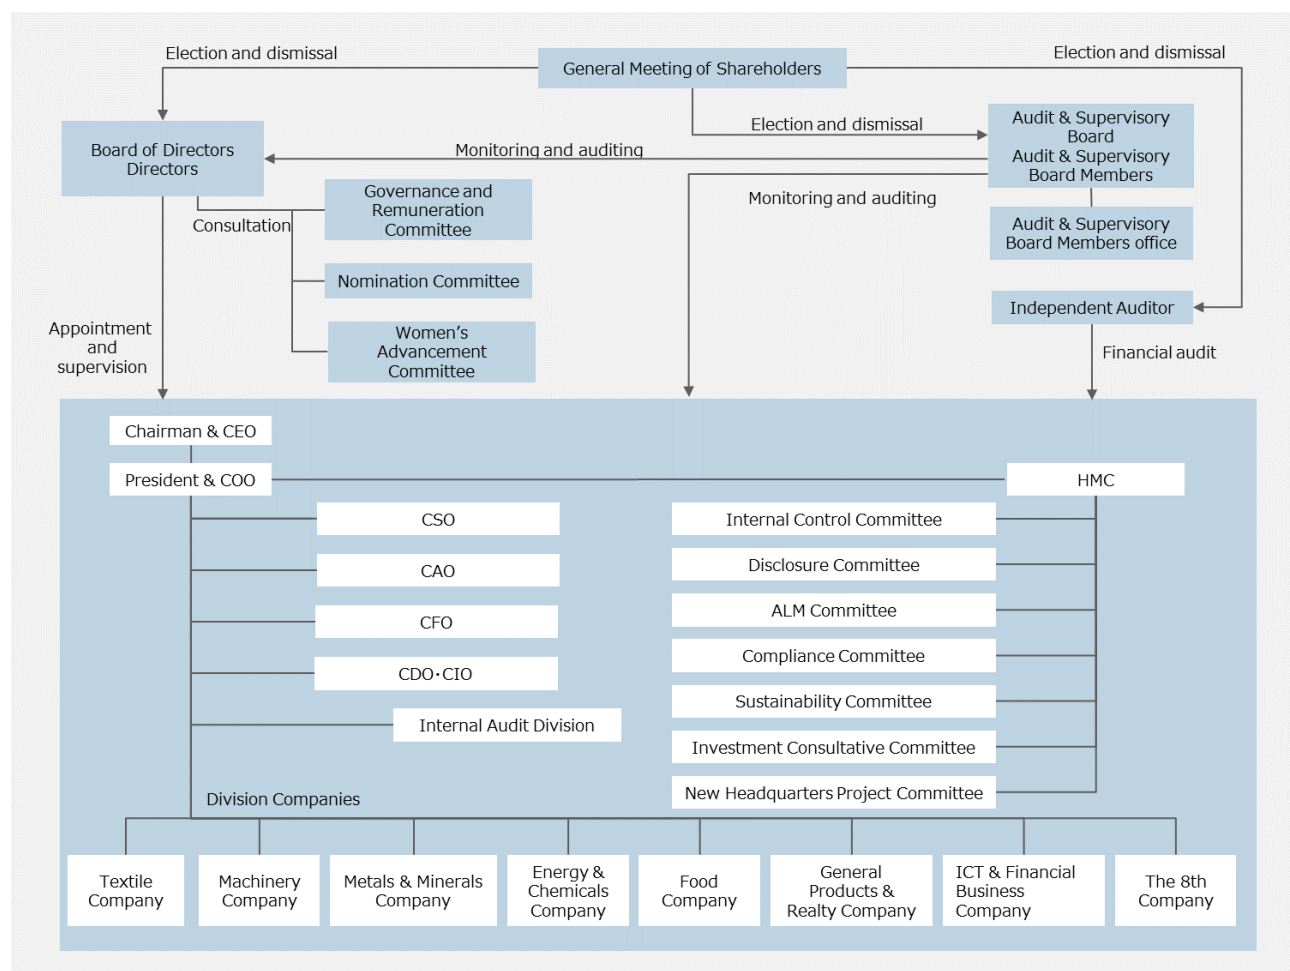 Election and dismissal
General Meeting of Shareholders
Election and dismissal
Election and dismissal
Audit & Supervisory
Board
Audit & Supervisory
Board Members
Board of Directors
Directors
Monitoring and auditing
Monitoring and auditing
Governance and
Remuneration
Committee
Consultation
Audit & Supervisory
Board Members office
Nomination Committee
Independent Auditor
Women’s
Advancement
Committee
Appointment
and
supervision
Financial audit
Chairman & CEO
President & COO
HMC
CSO
CAO
CFO
CDO・CIO
Internal Audit Division
Internal Control Committee
Disclosure Committee
ALM Committee
Compliance Committee
Sustainability Committee
Investment Consultative Committee
New Headquarters Project Committee
Division Companies
Textile
Company
Machinery
Company
Metals & Minerals
Company
Energy &
Chemicals
Company
Food
Company
General
Products &
Realty Company
ICT & Financial
Business
Company
The 8th
Company